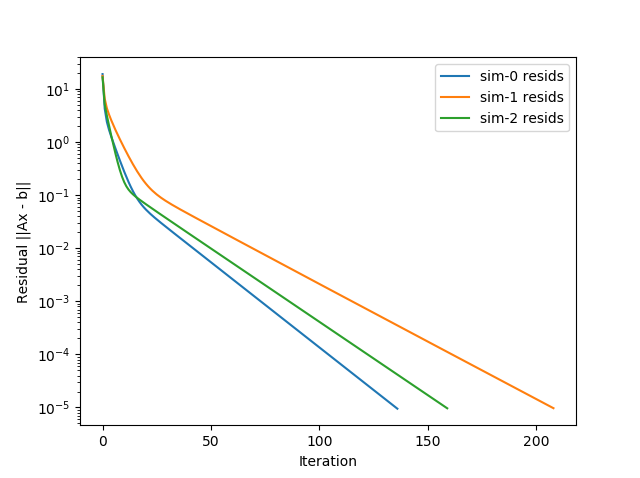 sim-0 resids
sim-1 resids
sim-2 resids
10¹
10⁰
10⁻¹
10⁻²
10⁻³
10⁻⁴
10⁻⁵
Residual ||Ax - b||
0 50 100 150 200
Iteration